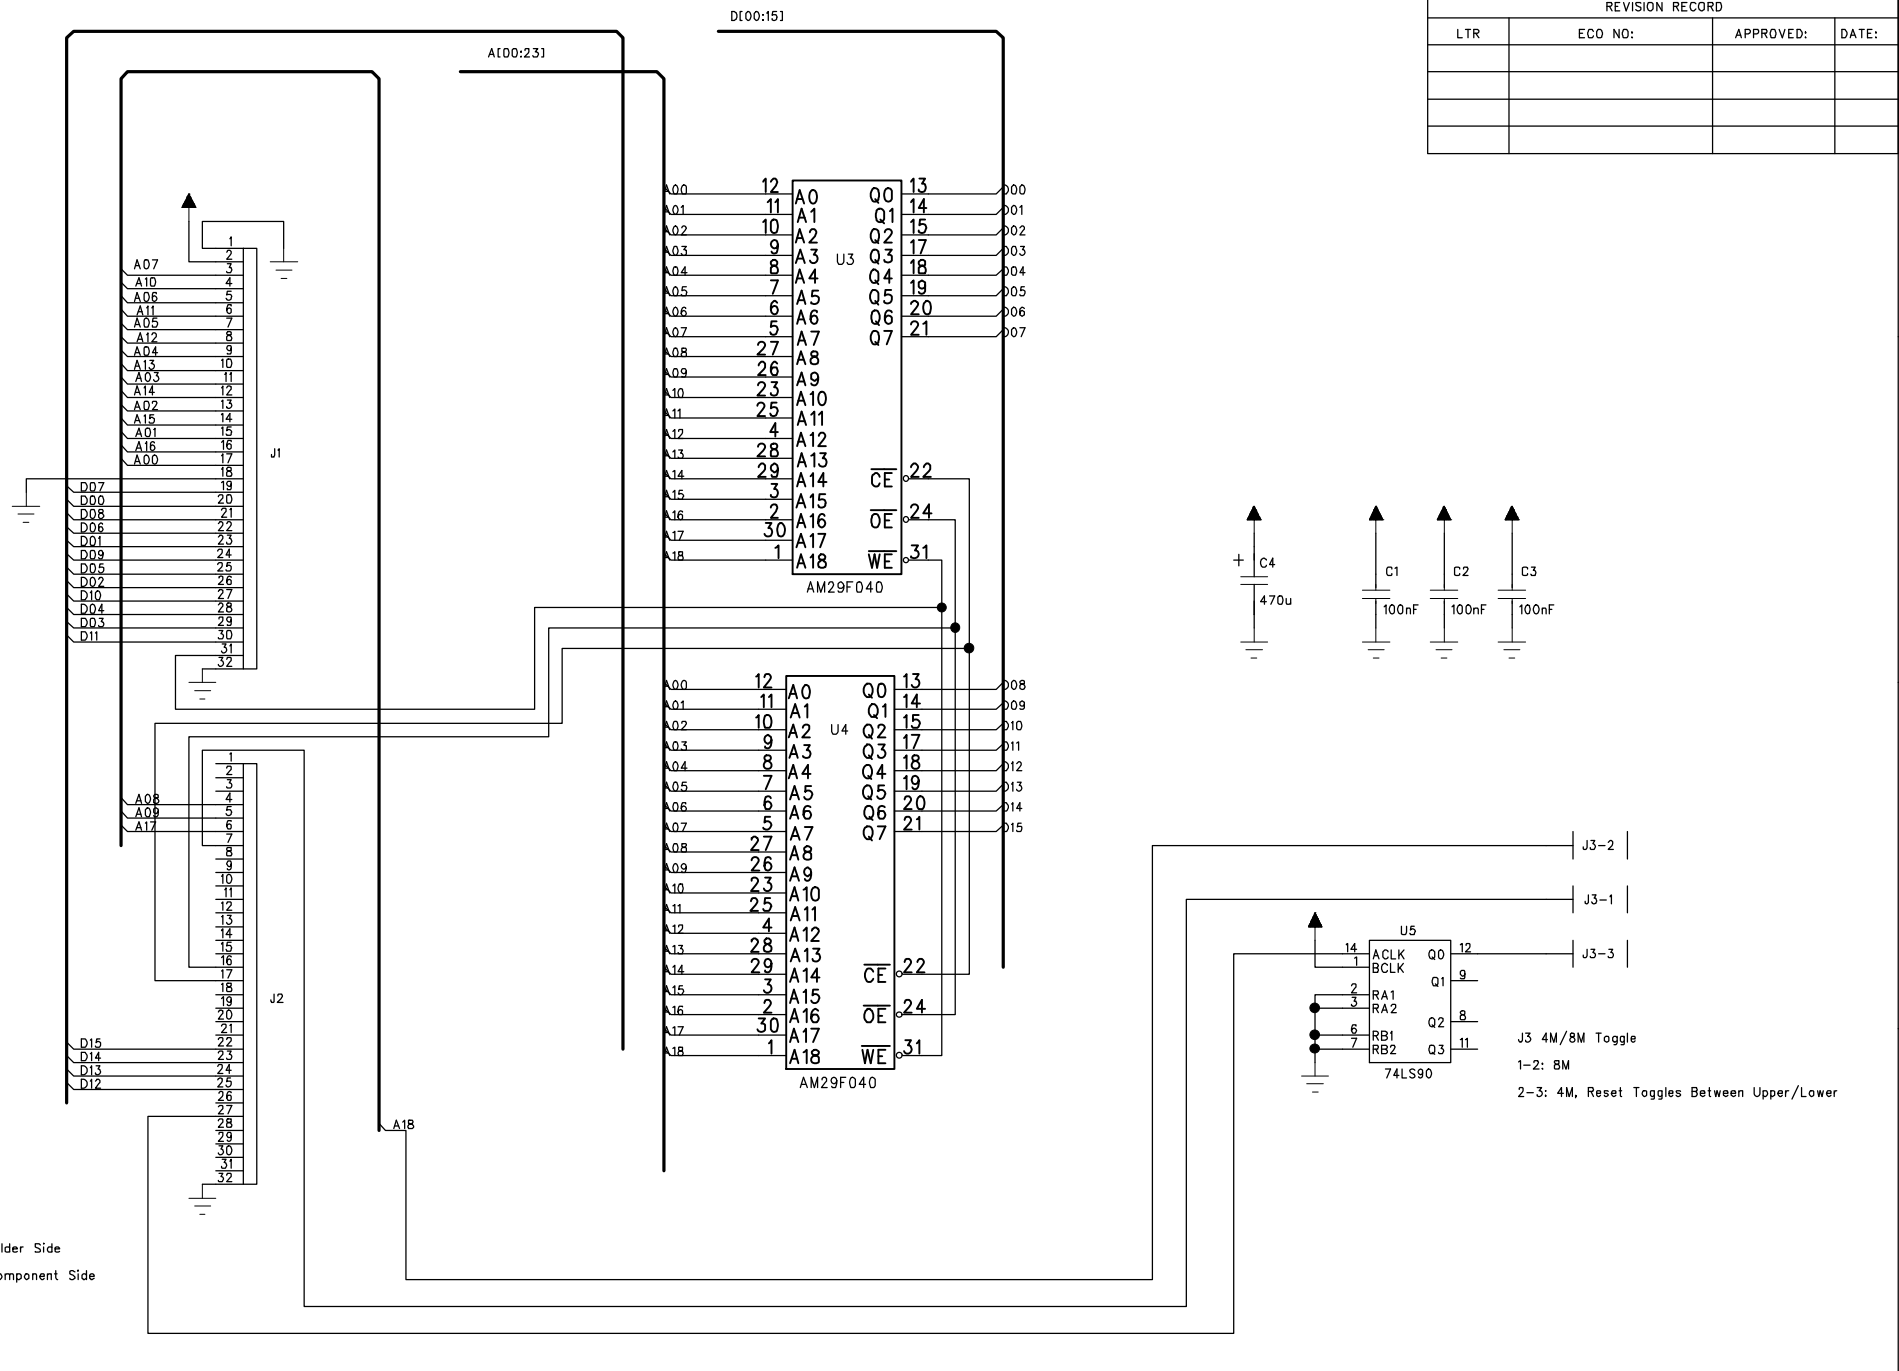 D[00:15]
REVISION RECORD
LTR ECO NO: APPROVED: DATE:
A[00:23]
1
2
A07 3
A10 4
A06 5
A11 6
A05 7
A12 8
A04 9
A13 10
A03 11
A14 12
A02 13
A15 14
A01 15
A16 16
A00 17
18
D07 19
D00 20
D08 21
D06 22
D01 23
D09 24
D05 25
D02 26
D10 27
D04 28
D03 29
D11 30
31
32
J1
A00 12 A0 Q0 13 D00
A01 11 A1 Q1 14 D01
A02 10 A2 Q2 15 D02
A03 9 A3 Q3 17 D03
U3
A04 8 A4 Q4 18 D04
A05 7 A5 Q5 19 D05
A06 6 A6 Q6 20 D06
A07 5 A7 Q7 21 D07
A08 27 A8
A09 26 A9
A10 23 A10
A11 25 A11
A12 4 A12
A13 28 A13
A14 29 A14 CE 22
A15 3 A15
A16 2 A16 OE 24
A17 30 A17
A18 1 A18 WE 31
AM29F040
+ C4
470u
C1
100nF
C2
100nF
C3
100nF
A00 12 A0 Q0 13 D08
A01 11 A1 Q1 14 D09
A02 10 A2 Q2 15 D10
U4
A03 9 A3 Q3 17 D11
A04 8 A4 Q4 18 D12
A05 7 A5 Q5 19 D13
A06 6 A6 Q6 20 D14
A07 5 A7 Q7 21 D15
A08 27 A8
A09 26 A9
A10 23 A10
A11 25 A11
A12 4 A12
A13 28 A13
A14 29 A14 CE 22
A15 3 A15
A16 2 A16 OE 24
A17 30 A17
A18 1 A18 WE 31
AM29F040
1
2
3
A08 4
A09 5
A17 6
7
8
9
10
11
12
13
14
15
16
17
18
19
20
21
D15 22
D14 23
D13 24
D12 25
26
27
28
29
30
31
32
J2
A18
J3-2
J3-1
U5
14 ACLK Q0 12
J3-3
1 BCLK
Q1 9
2 RA1
3 RA2
Q2 8
6 RB1
7 RB2 Q3 11
74LS90
J3 4M/8M Toggle
1-2: 8M
2-3: 4M, Reset Toggles Between Upper/Lower
lder Side
omponent Side